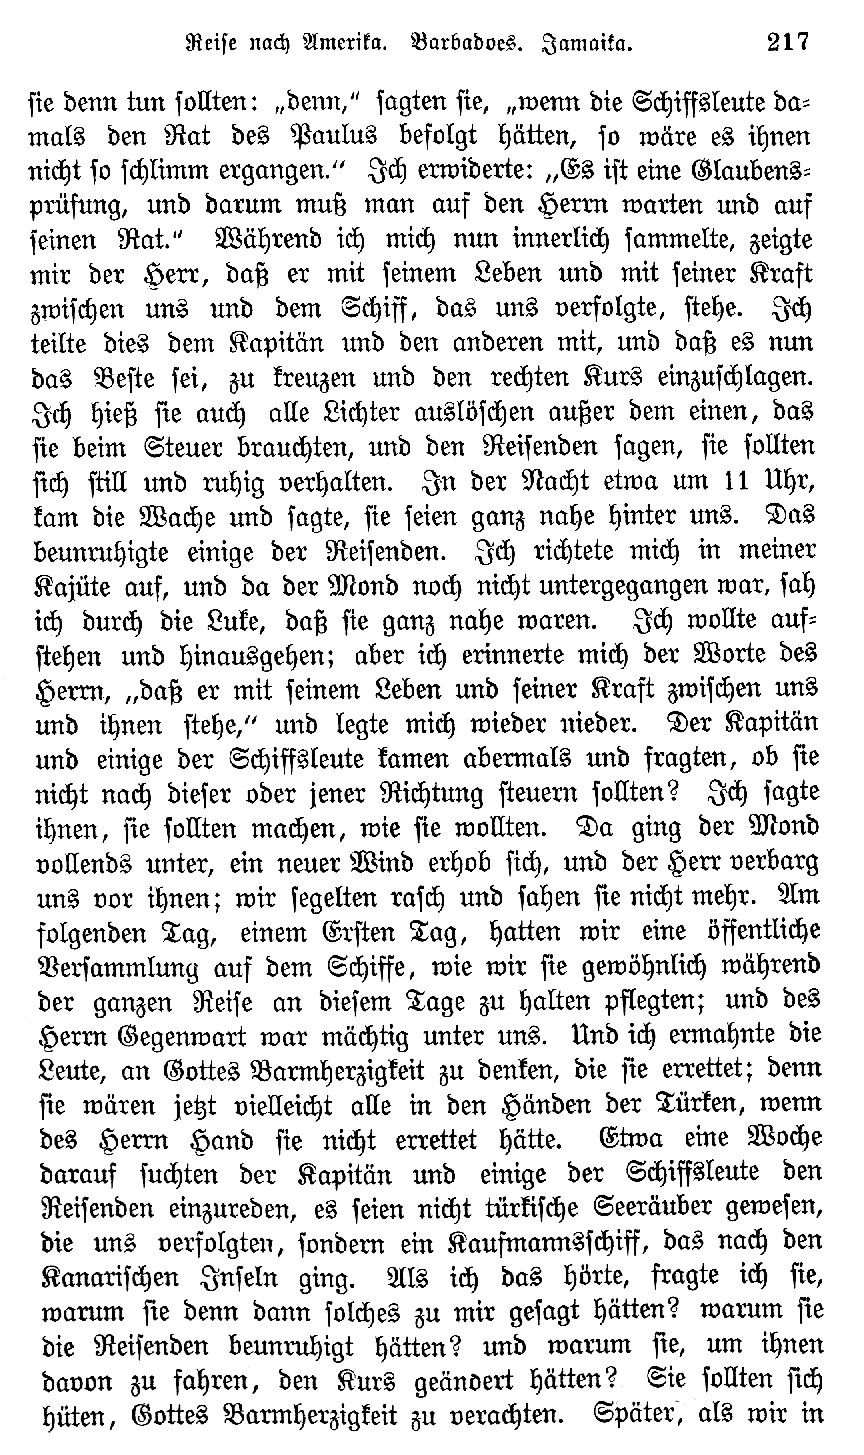 Reise nach Amerika. Barbadoes. Jamaika. 217
sie denn tun sollten: „denn,“ sagten sie, „wenn die Schiffsleute da-
mals den Rat des Paulus befolgt hätten, so wäre es ihnen
nicht so schlimm ergangen.“ Ich erwiderte: „Es ist eine Glaubens-
prüfung, und darum muß man auf den Herrn warten und auf
seinen Rat.“ Während ich mich nun innerlich sammelte, zeigte
mir der Herr, daß er mit seinem Leben und mit seiner Kraft
zwischen uns und dem Schiff, das uns verfolgte, stehe. Ich
teilte dies dem Kapitän und den anderen mit, und daß es nun
das Beste sei, zu kreuzen und den rechten Kurs einzuschlagen.
Ich hieß sie auch alle Lichter auslöschen außer dem einen, das
sie beim Steuer brauchten, und den Reisenden sagen, sie sollten
sich still und ruhig verhalten. In der Nacht etwa um 11 Uhr,
kam die Wache und sagte, sie seien ganz nahe hinter uns. Das
beunruhigte einige der Reisenden. Ich richtete mich in meiner
Kajüte auf, und da der Mond noch nicht untergegangen war, sah
ich durch die Luke, daß sie ganz nahe waren. Ich wollte auf-
stehen und hinausgehen; aber ich erinnerte mich der Worte des
Herrn, „daß er mit seinem Leben und seiner Kraft zwischen uns
und ihnen stehe,“ und legte mich wieder nieder. Der Kapitän
und einige der Schiffsleute kamen abermals und fragten, ob sie
nicht nach dieser oder jener Richtung steuern sollten? Ich sagte
ihnen, sie sollten machen, wie sie wollten. Da ging der Mond
vollends unter, ein neuer Wind erhob sich, und der Herr verbarg
uns vor ihnen; wir segelten rasch und sahen sie nicht mehr. Am
folgenden Tag, einem Ersten Tag, hatten wir eine öffentliche
Versammlung auf dem Schiffe, wie wir sie gewöhnlich während
der ganzen Reise an diesem Tage zu halten pflegten; und des
Herrn Gegenwart war mächtig unter uns. Und ich ermahnte die
Leute, an Gottes Barmherzigkeit zu denken, die sie errettet; denn
sie wären jetzt vielleicht alle in den Händen der Türken, wenn
des Herrn Hand sie nicht errettet hätte. Etwa eine Woche
darauf suchten der Kapitän und einige der Schiffsleute den
Reisenden einzureden, es seien nicht türkische Seeräuber gewesen,
die uns verfolgten, sondern ein Kaufmannsschiff, das nach den
Kanarischen Inseln ging. Als ich das hörte, fragte ich sie,
warum sie denn dann solches zu mir gesagt hätten? warum sie
die Reisenden beunruhigt hätten? und warum sie, um ihnen
davon zu fahren, den Kurs geändert hätten? Sie sollten sich
hüten, Gottes Barmherzigkeit zu verachten. Später, als wir in